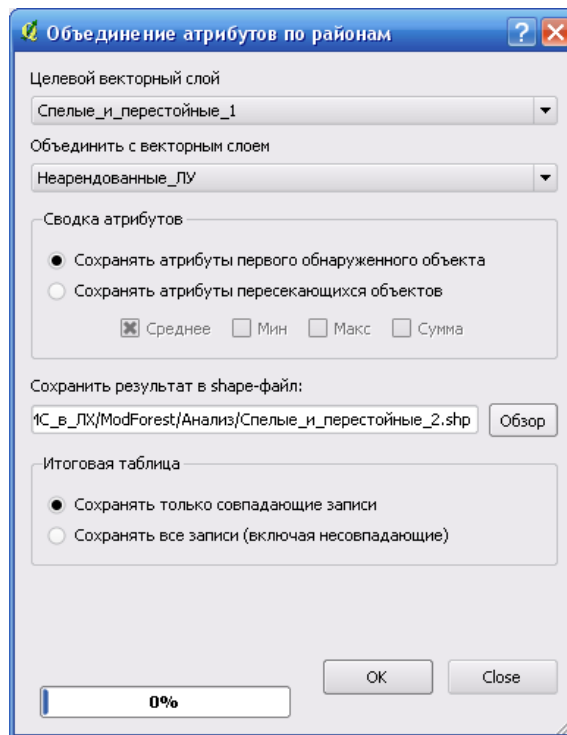 Объединение атрибутов по районам
Целевой векторный слой
Спелые_и_перестойные_1
Объединить с векторным слоем
Неарендованные_ЛУ
Сводка атрибутов
Сохранять атрибуты первого обнаруженного объекта
Сохранять атрибуты пересекающихся объектов
Среднее Мин Макс Сумма
Сохранить результат в shape-файл:
ИС_в_ЛХ/ModForest/Анализ/Спелые_и_перестойные_2.shp Обзор
Итоговая таблица
Сохранять только совпадающие записи
Сохранять все записи (включая несовпадающие)
OK Close
0%